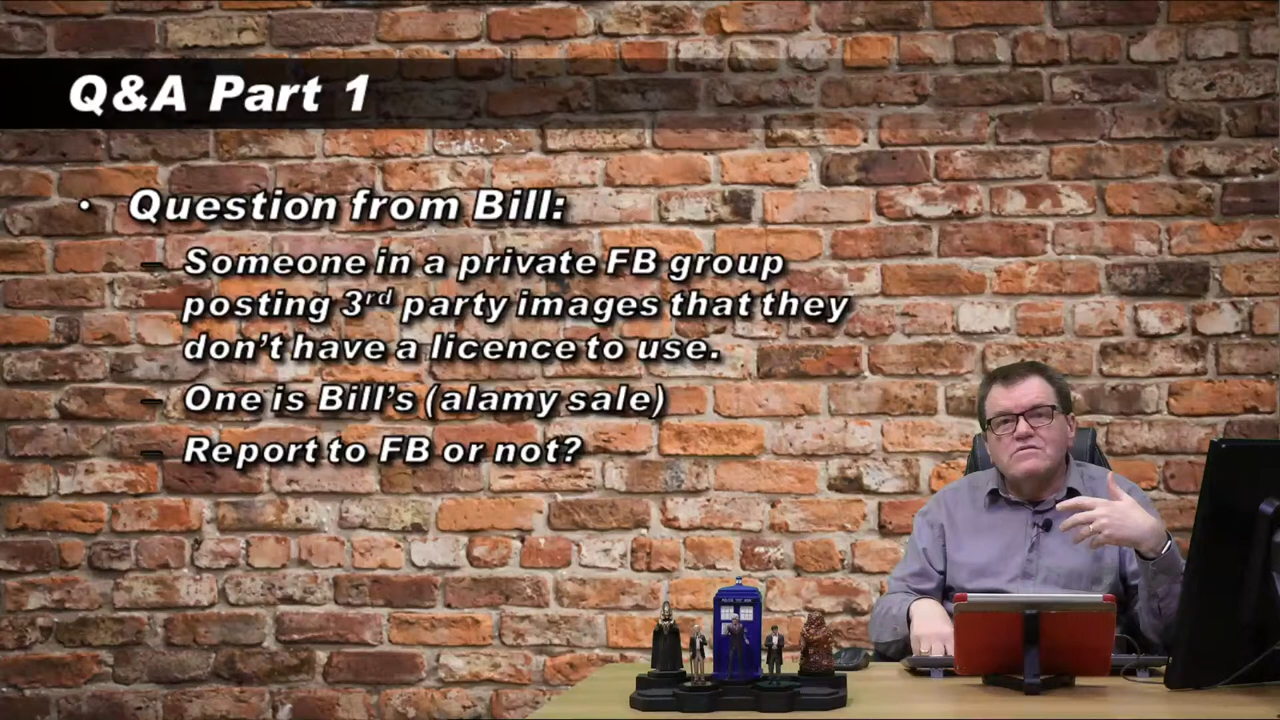 Q&A Part 1
• Question from Bill:
– Someone in a private FB group
posting 3rd party images that they
don't have a licence to use.
– One is Bill's (alamy sale)
– Report to FB or not?